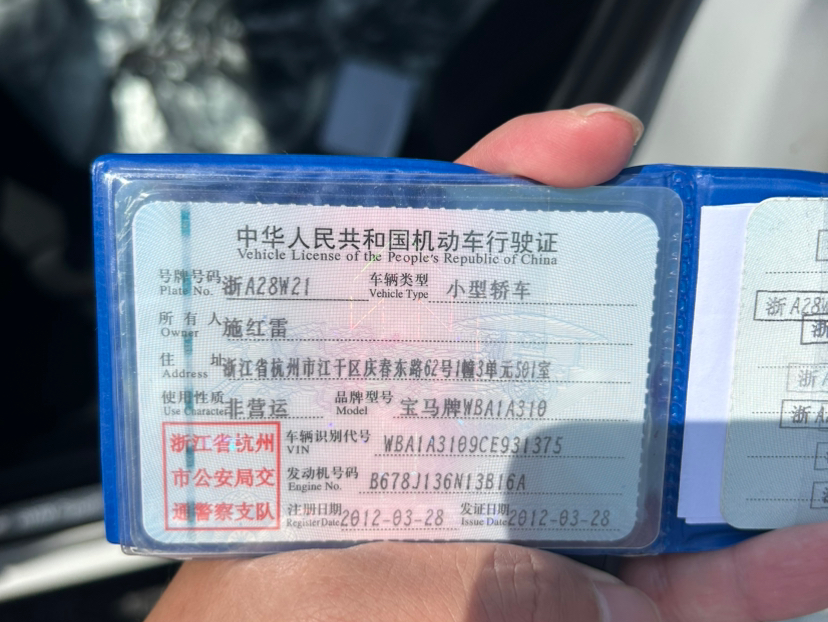 中华人民共和国机动车行驶证
Vehicle License of the People's Republic of China
号牌号码 浙A28W21 车辆类型 小型轿车
Plate No. Vehicle Type
所有人 施红雷
Owner
住址 浙江省杭州市江干区庆春东路62号1幢3单元501室
Address
使用性质 非营运 品牌型号 宝马牌WBA1A310
Use Character Model
车辆识别代号 WBA1A3109CE931375
VIN
发动机号码 B678J136N13B16A
Engine No.
注册日期 2012-03-28 发证日期 2012-03-28
Register Date Issue Date
浙江省杭州
市公安局交
通警察支队
浙A28W
浙
浙A